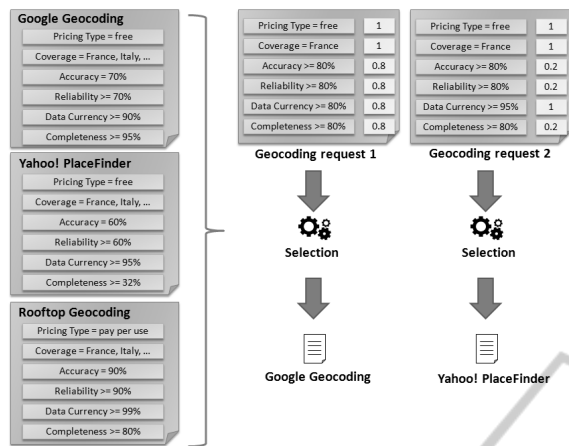 Google Geocoding
Pricing Type = free
Coverage = France, Italy, ...
Accuracy = 70%
Reliability >= 70%
Data Currency >= 90%
Completeness >= 95%
Yahoo! PlaceFinder
Pricing Type = free
Coverage = France, Italy, ...
Accuracy = 60%
Reliability >= 60%
Data Currency >= 95%
Completeness >= 32%
Rooftop Geocoding
Pricing Type = pay per use
Coverage = France, Italy, ...
Accuracy = 90%
Reliability >= 90%
Data Currency >= 99%
Completeness >= 80%
Pricing Type = free 1
Coverage = France 1
Accuracy >= 80% 0.8
Reliability >= 80% 0.8
Data Currency >= 80% 0.8
Completeness >= 80% 0.8
Geocoding request 1
Selection
Google Geocoding
Pricing Type = free 1
Coverage = France 1
Accuracy >= 80% 0.2
Reliability >= 80% 0.2
Data Currency >= 95% 1
Completeness >= 80% 0.2
Geocoding request 2
Selection
Yahoo! PlaceFinder